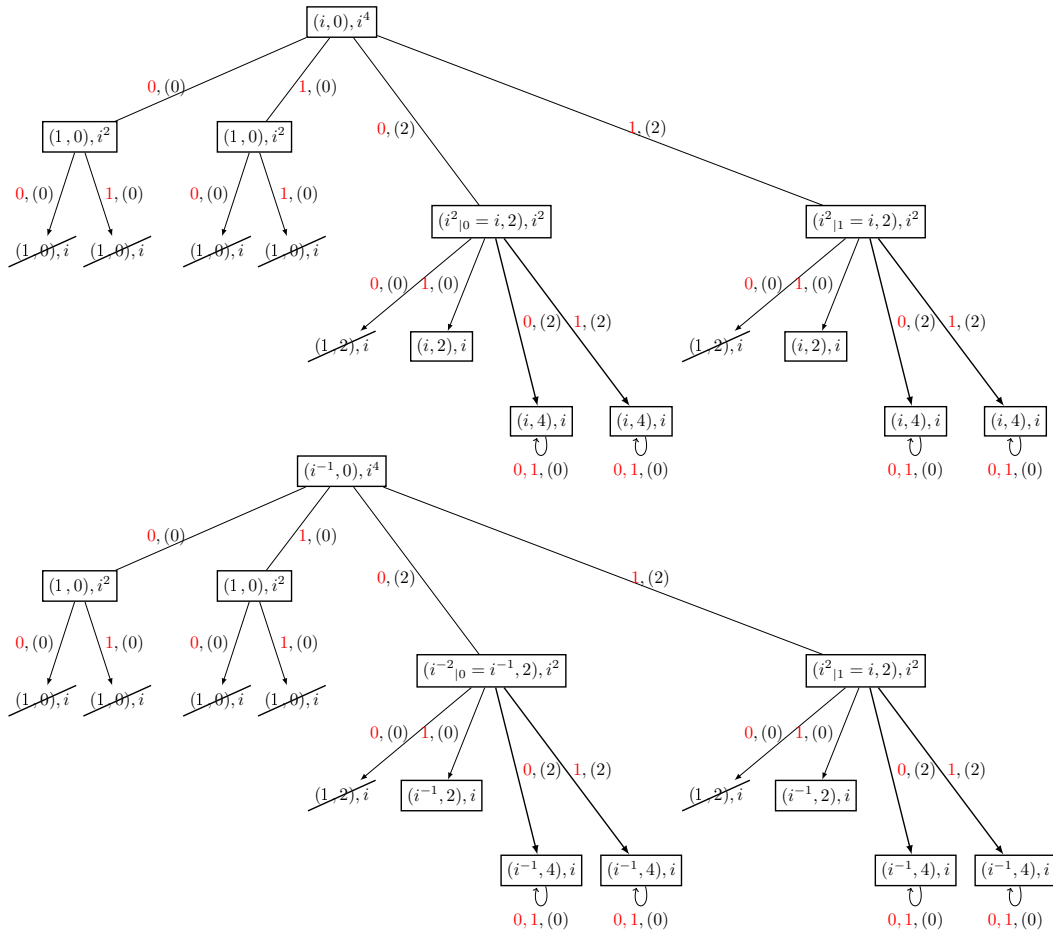 (i, 0), i^4
0, (0) 1, (0) 0, (2) 1, (2)
(1, 0), i^2 (1, 0), i^2
0, (0) 1, (0) 0, (0) 1, (0)
(i^2_{|0} = i, 2), i^2 (i^2_{|1} = i, 2), i^2
(1, 0), i (1, 0), i (1, 0), i (1, 0), i
0, (0) 1, (0) 0, (0) 1, (0)
0, (2) 1, (2) 0, (2) 1, (2)
(1, 2), i (i, 2), i (1, 2), i (i, 2), i
(i, 4), i (i, 4), i (i, 4), i (i, 4), i
0, 1, (0) 0, 1, (0) 0, 1, (0) 0, 1, (0)
(i^{-1}, 0), i^4
0, (0) 1, (0) 0, (2) 1, (2)
(1, 0), i^2 (1, 0), i^2
0, (0) 1, (0) 0, (0) 1, (0)
(i^{-2}_{|0} = i^{-1}, 2), i^2 (i^2_{|1} = i, 2), i^2
(1, 0), i (1, 0), i (1, 0), i (1, 0), i
0, (0) 1, (0) 0, (0) 1, (0)
0, (2) 1, (2) 0, (2) 1, (2)
(1, 2), i (i^{-1}, 2), i (1, 2), i (i^{-1}, 2), i
(i^{-1}, 4), i (i^{-1}, 4), i (i^{-1}, 4), i (i^{-1}, 4), i
0, 1, (0) 0, 1, (0) 0, 1, (0) 0, 1, (0)